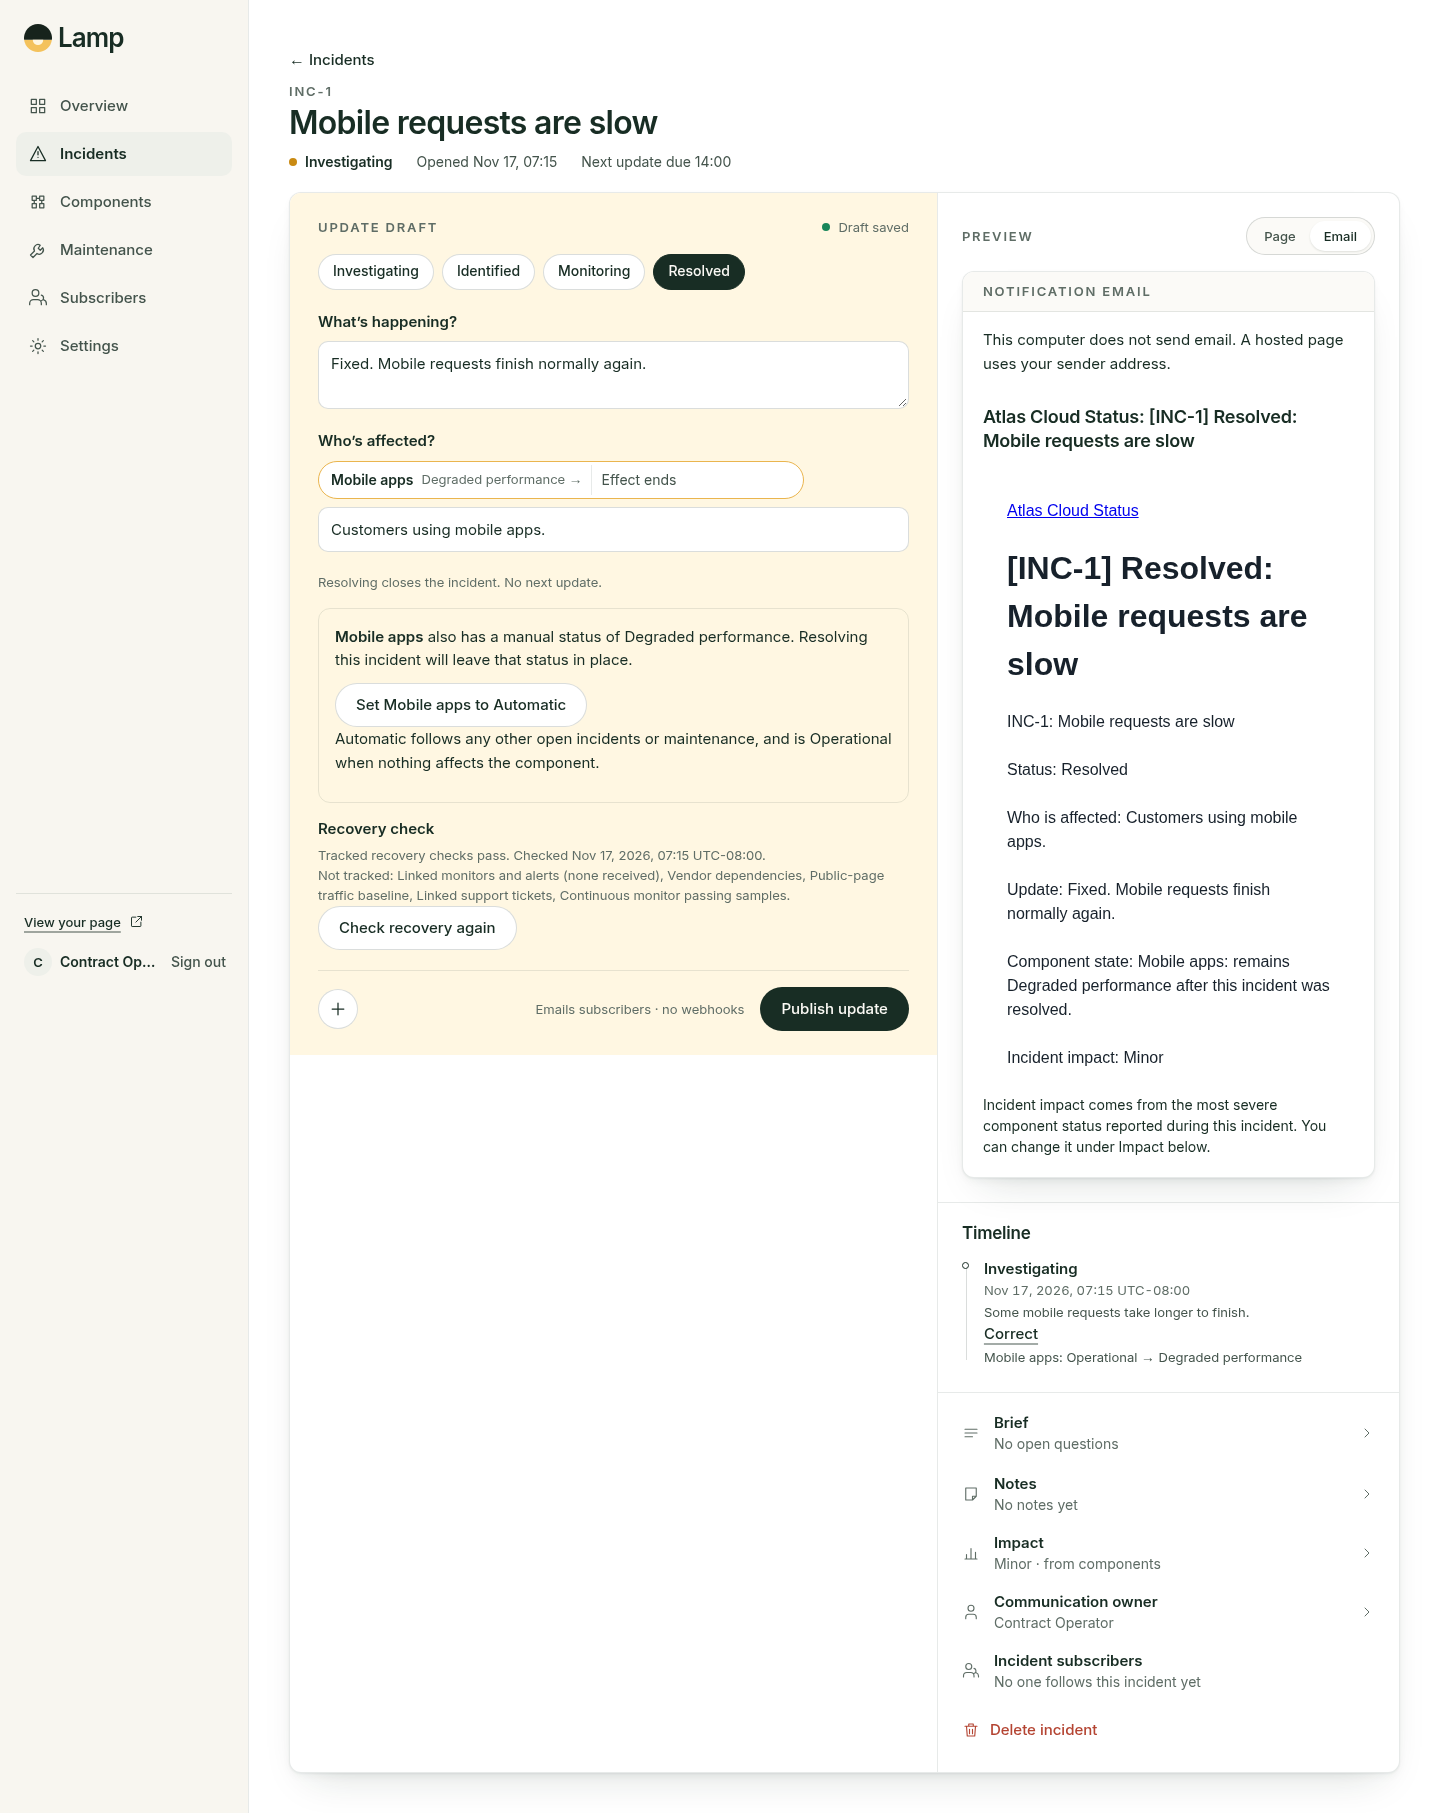 Lamp
Overview
Incidents
Components
Maintenance
Subscribers
Settings
View your page
C Contract Op... Sign out
← Incidents
INC-1
Mobile requests are slow
Investigating Opened Nov 17, 07:15 Next update due 14:00
UPDATE DRAFT
Draft saved
Investigating Identified Monitoring Resolved
What's happening?
Fixed. Mobile requests finish normally again.
Who's affected?
Mobile apps Degraded performance → Effect ends
Customers using mobile apps.
Resolving closes the incident. No next update.
Mobile apps also has a manual status of Degraded performance. Resolving
this incident will leave that status in place.
Set Mobile apps to Automatic
Automatic follows any other open incidents or maintenance, and is Operational
when nothing affects the component.
Recovery check
Tracked recovery checks pass. Checked Nov 17, 2026, 07:15 UTC-08:00.
Not tracked: Linked monitors and alerts (none received), Vendor dependencies, Public-page
traffic baseline, Linked support tickets, Continuous monitor passing samples.
Check recovery again
Emails subscribers · no webhooks
Publish update
PREVIEW
Page Email
NOTIFICATION EMAIL
This computer does not send email. A hosted page
uses your sender address.
Atlas Cloud Status: [INC-1] Resolved:
Mobile requests are slow
Atlas Cloud Status
[INC-1] Resolved:
Mobile requests are
slow
INC-1: Mobile requests are slow
Status: Resolved
Who is affected: Customers using mobile
apps.
Update: Fixed. Mobile requests finish
normally again.
Component state: Mobile apps: remains
Degraded performance after this incident was
resolved.
Incident impact: Minor
Incident impact comes from the most severe
component status reported during this incident. You
can change it under Impact below.
Timeline
Investigating
Nov 17, 2026, 07:15 UTC-08:00
Some mobile requests take longer to finish.
Correct
Mobile apps: Operational → Degraded performance
Brief
No open questions
Notes
No notes yet
Impact
Minor · from components
Communication owner
Contract Operator
Incident subscribers
No one follows this incident yet
Delete incident